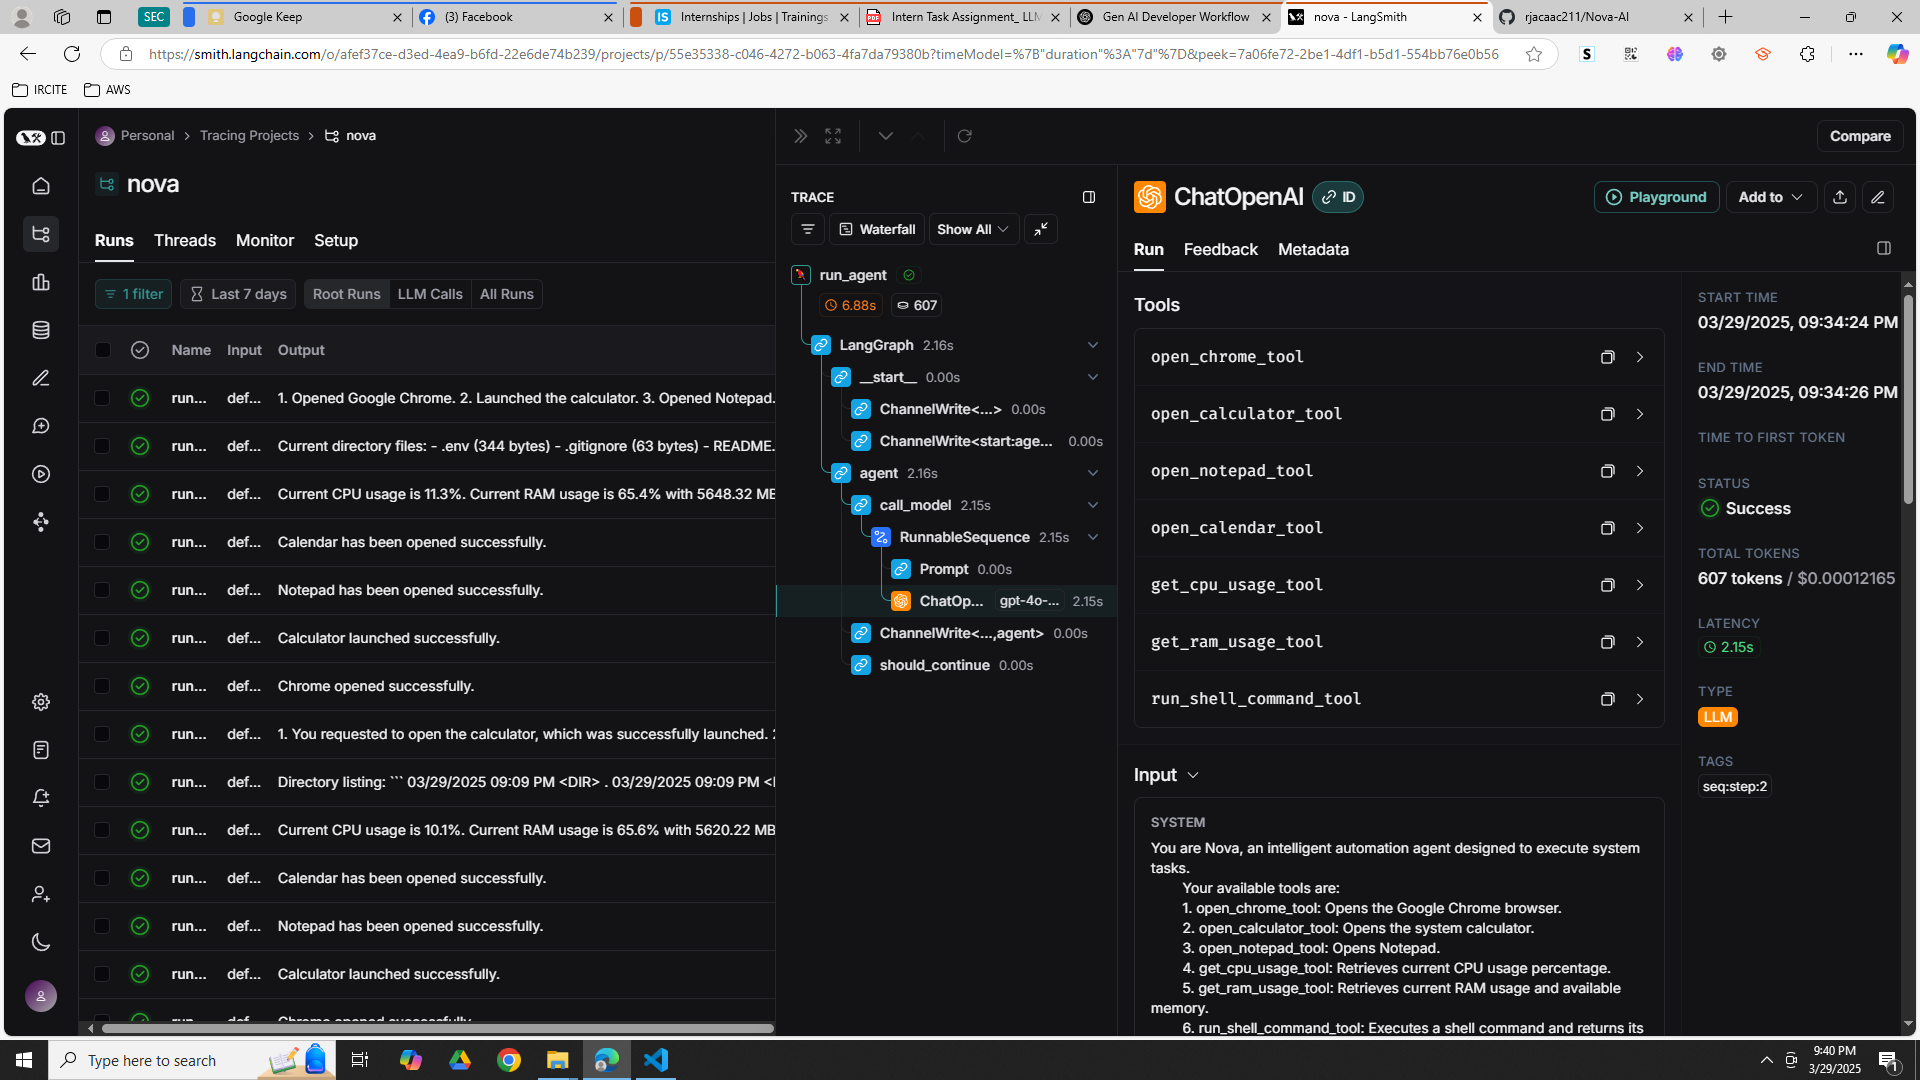 SEC
Google Keep
(3) Facebook
Internships | Jobs | Trainings
Intern Task Assignment_ LLM
Gen AI Developer Workflow
nova - LangSmith
rjacaac211/Nova-AI
https://smith.langchain.com/o/afef37ce-d3ed-4ea9-b6fd-22e6de74b239/projects/p/55e35338-c046-4272-b063-4fa7da79380b?timeModel=%7B"duration"%3A"7d"%7D&peek=7a06fe72-2be1-4df1-b5d1-554bb76e0b56
IRCITE
AWS
Personal > Tracing Projects > nova
nova
Runs Threads Monitor Setup
1 filter Last 7 days Root Runs LLM Calls All Runs
Name Input Output
run... def... 1. Opened Google Chrome. 2. Launched the calculator. 3. Opened Notepad.
run... def... Current directory files: - .env (344 bytes) - .gitignore (63 bytes) - README.
run... def... Current CPU usage is 11.3%. Current RAM usage is 65.4% with 5648.32 MB
run... def... Calendar has been opened successfully.
run... def... Notepad has been opened successfully.
run... def... Calculator launched successfully.
run... def... Chrome opened successfully.
run... def... 1. You requested to open the calculator, which was successfully launched. 2
run... def... Directory listing: ``` 03/29/2025 09:09 PM <DIR> . 03/29/2025 09:09 PM <
run... def... Current CPU usage is 10.1%. Current RAM usage is 65.6% with 5620.22 MB
run... def... Calendar has been opened successfully.
run... def... Notepad has been opened successfully.
run... def... Calculator launched successfully.
run... def... Chrome opened successfully.
Compare
TRACE
Waterfall Show All
run_agent
6.88s 607
LangGraph 2.16s
__start__ 0.00s
ChannelWrite<...> 0.00s
ChannelWrite<start:age... 0.00s
agent 2.16s
call_model 2.15s
RunnableSequence 2.15s
Prompt 0.00s
ChatOp... gpt-4o-... 2.15s
ChannelWrite<...,agent> 0.00s
should_continue 0.00s
ChatOpenAI ID
Playground Add to
Run Feedback Metadata
Tools
open_chrome_tool
open_calculator_tool
open_notepad_tool
open_calendar_tool
get_cpu_usage_tool
get_ram_usage_tool
run_shell_command_tool
Input
SYSTEM
You are Nova, an intelligent automation agent designed to execute system
tasks.
Your available tools are:
1. open_chrome_tool: Opens the Google Chrome browser.
2. open_calculator_tool: Opens the system calculator.
3. open_notepad_tool: Opens Notepad.
4. get_cpu_usage_tool: Retrieves current CPU usage percentage.
5. get_ram_usage_tool: Retrieves current RAM usage and available
memory.
6. run_shell_command_tool: Executes a shell command and returns its
START TIME
03/29/2025, 09:34:24 PM
END TIME
03/29/2025, 09:34:26 PM
TIME TO FIRST TOKEN
STATUS
Success
TOTAL TOKENS
607 tokens / $0.00012165
LATENCY
2.15s
TYPE
LLM
TAGS
seq:step:2
Type here to search
9:40 PM
3/29/2025
1